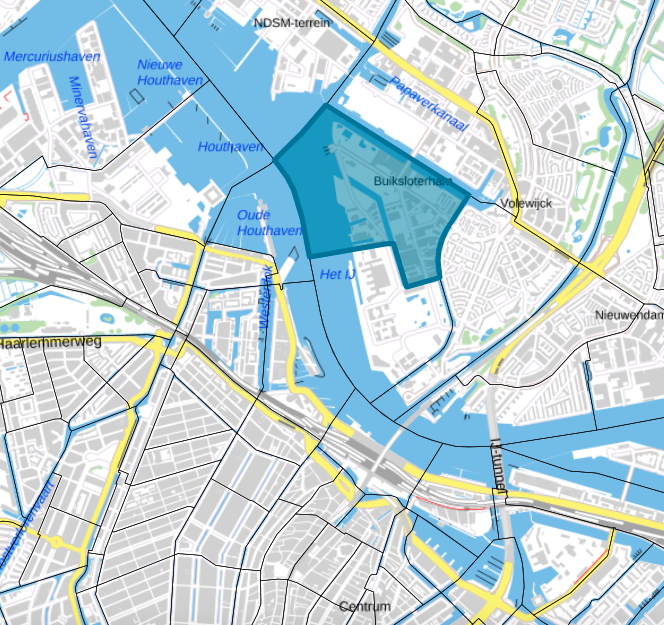 NDSM-terrein
Mercuriushaven
Nieuwe
Houthaven
Minervahaven
Papaverkanaal
Houthaven
Buiksloterham
Volewijck
Oude
Houthaven
Het IJ
Nieuwendam
Haarlemmerweg
IJ-tunnel
Centrum